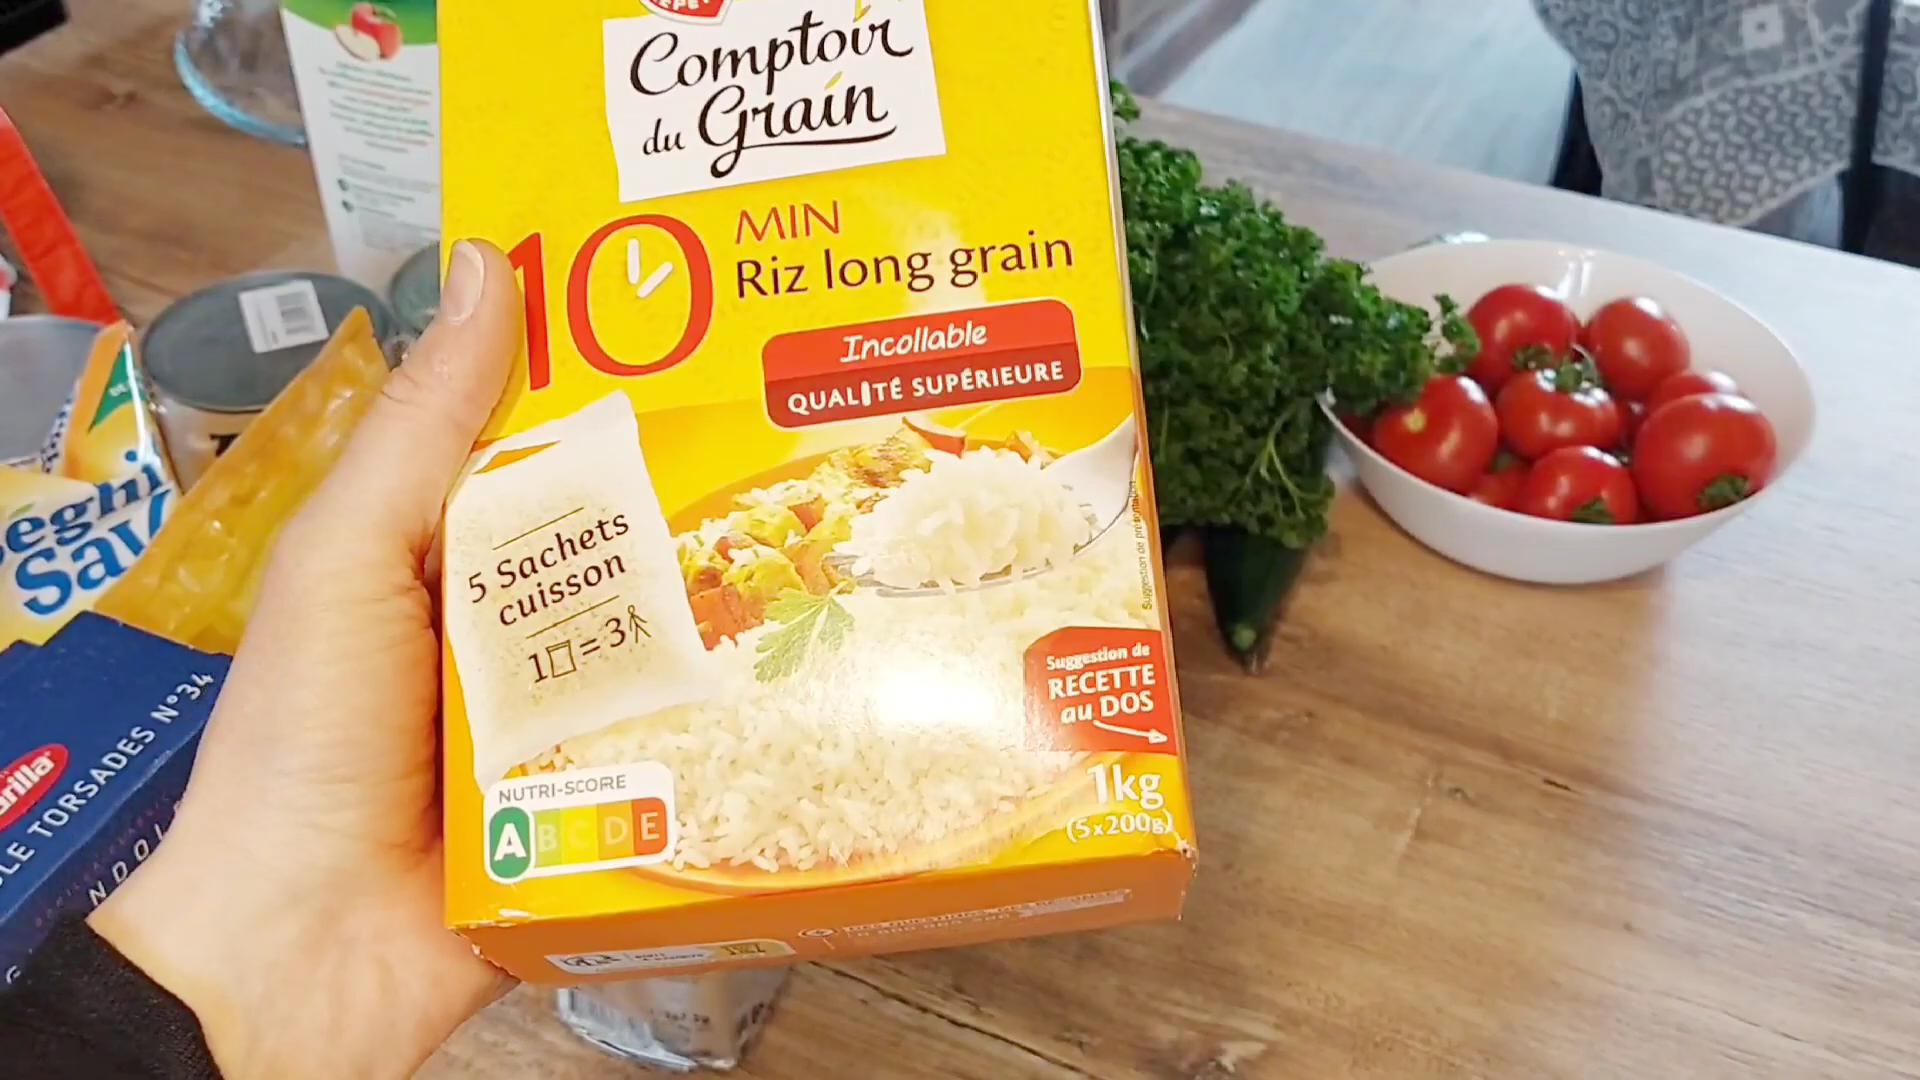 Comptoir
du Grain
10 MIN
Riz long grain
Incollable
QUALITÉ SUPÉRIEURE
5 Sachets
cuisson
1 = 3
Suggestion de présentation
Suggestion de
RECETTE
au DOS
1kg
(5x200g)
NUTRI-SCORE
A B C D E
TORSADES N°34